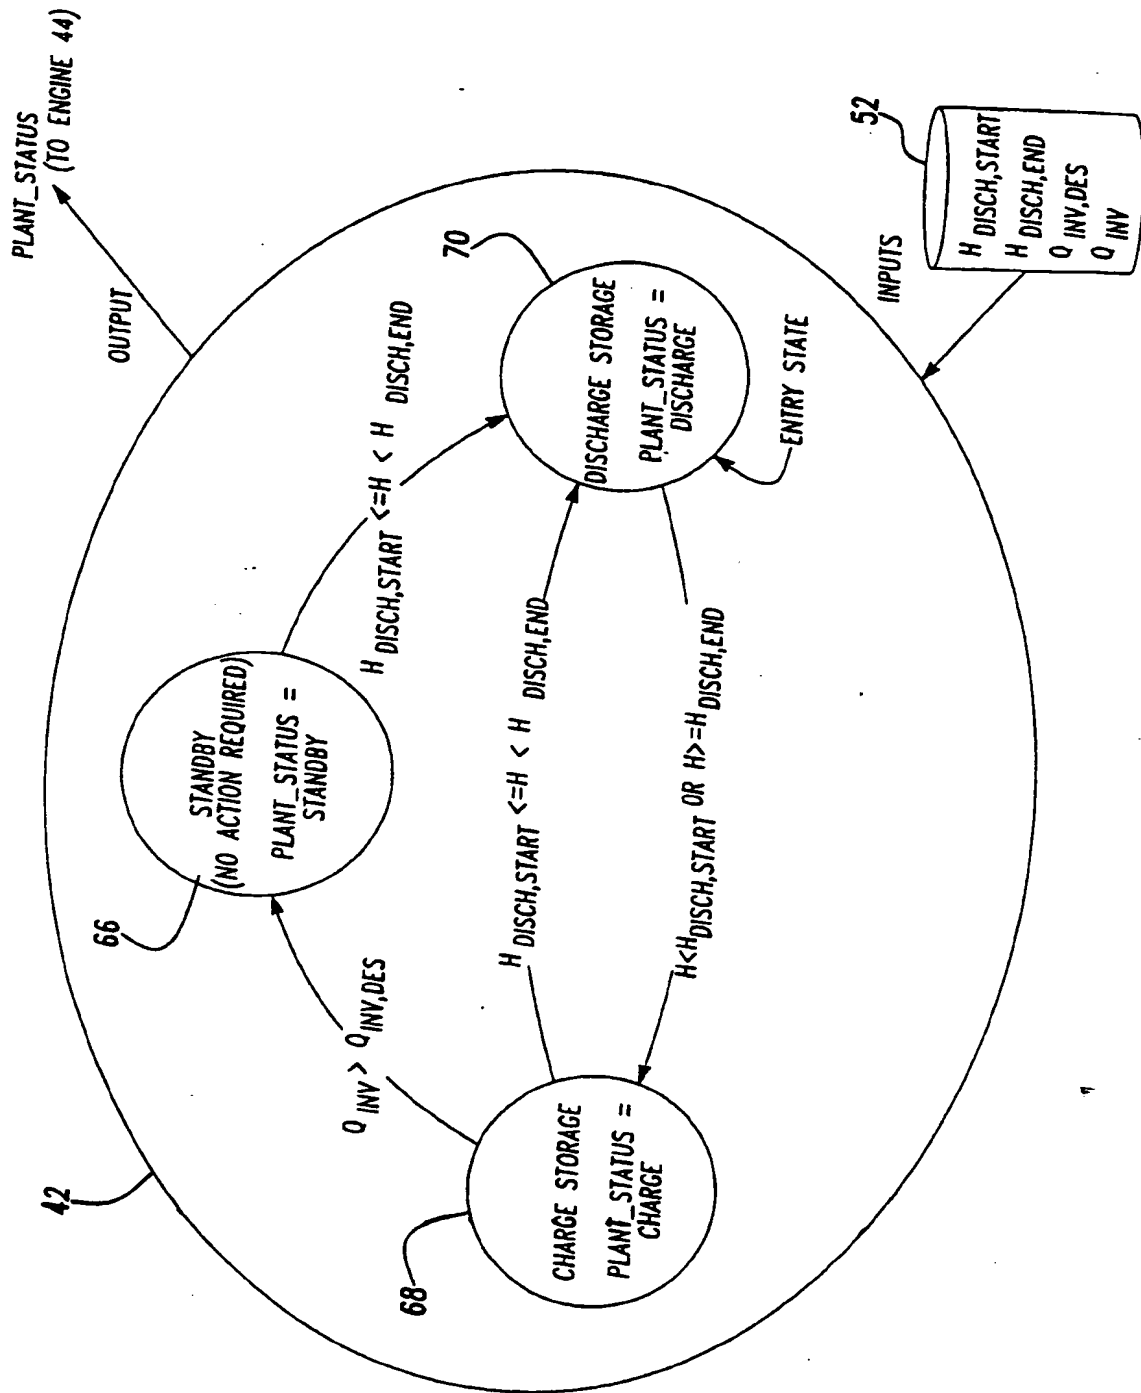 PLANT_STATUS
(TO ENGINE 44)
OUTPUT
42
66
STANDBY
(NO ACTION REQUIRED)
PLANT_STATUS =
STANDBY
Q INV > Q INV,DES
H DISCH,START <=H < H DISCH,END
68
CHARGE STORAGE
PLANT_STATUS =
CHARGE
H DISCH,START <=H < H DISCH,END
H<H DISCH,START OR H>=H DISCH,END
70
DISCHARGE STORAGE
PLANT_STATUS =
DISCHARGE
ENTRY STATE
INPUTS
52
H DISCH,START
H DISCH,END
Q INV,DES
Q INV